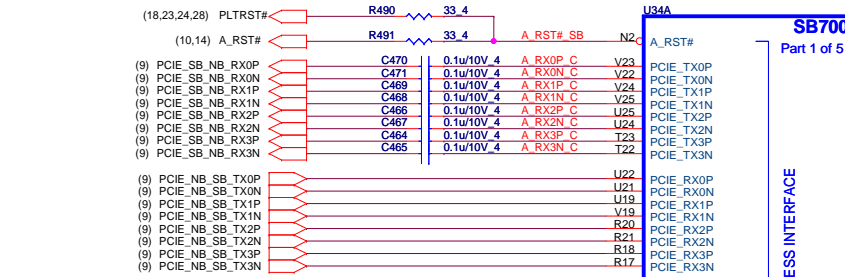 (18,23,24,28) PLTRST# R490 33_4 U34A
SB700
(10,14) A_RST# R491 33_4 A_RST#_SB N2 A_RST# Part 1 of 5
(9) PCIE_SB_NB_RX0P C470 0.1u/10V_4 A_RX0P_C V23 PCIE_TX0P
(9) PCIE_SB_NB_RX0N C471 0.1u/10V_4 A_RX0N_C V22 PCIE_TX0N
(9) PCIE_SB_NB_RX1P C469 0.1u/10V_4 A_RX1P_C V24 PCIE_TX1P
(9) PCIE_SB_NB_RX1N C468 0.1u/10V_4 A_RX1N_C V25 PCIE_TX1N
(9) PCIE_SB_NB_RX2P C466 0.1u/10V_4 A_RX2P_C U25 PCIE_TX2P
(9) PCIE_SB_NB_RX2N C467 0.1u/10V_4 A_RX2N_C U24 PCIE_TX2N
(9) PCIE_SB_NB_RX3P C464 0.1u/10V_4 A_RX3P_C T23 PCIE_TX3P
(9) PCIE_SB_NB_RX3N C465 0.1u/10V_4 A_RX3N_C T22 PCIE_TX3N
(9) PCIE_NB_SB_TX0P U22 PCIE_RX0P
(9) PCIE_NB_SB_TX0N U21 PCIE_RX0N
(9) PCIE_NB_SB_TX1P U19 PCIE_RX1P
(9) PCIE_NB_SB_TX1N V19 PCIE_RX1N
(9) PCIE_NB_SB_TX2P R20 PCIE_RX2P
(9) PCIE_NB_SB_TX2N R21 PCIE_RX2N
(9) PCIE_NB_SB_TX3P R18 PCIE_RX3P
(9) PCIE_NB_SB_TX3N R17 PCIE_RX3N
ESS INTERFACE